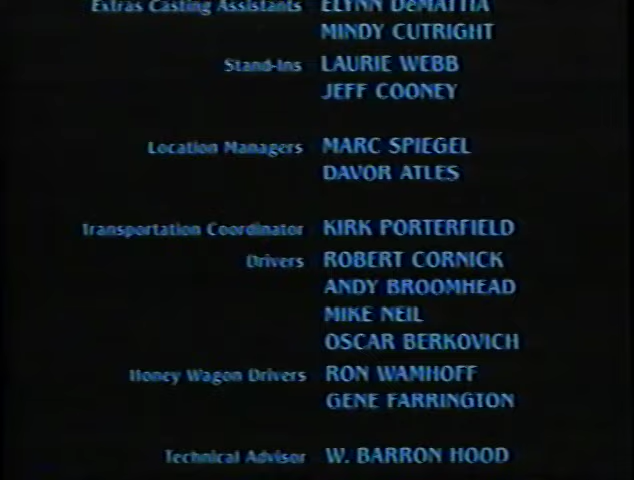 Extras Casting Assistants ELYNN DeMATTIA
MINDY CUTRIGHT
Stand-Ins LAURIE WEBB
JEFF COONEY
Location Managers MARC SPIEGEL
DAVOR ATLES
Transportation Coordinator KIRK PORTERFIELD
Drivers ROBERT CORNICK
ANDY BROOMHEAD
MIKE NEIL
OSCAR BERKOVICH
Honey Wagon Drivers RON WAMHOFF
GENE FARRINGTON
Technical Advisor W. BARRON HOOD